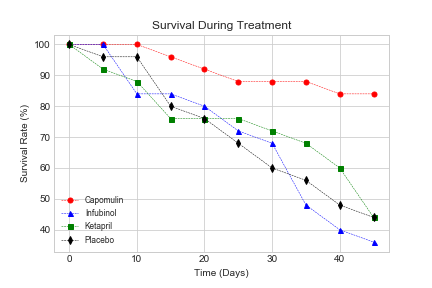 Survival During Treatment
100
90
80
70
60
50
40
Survival Rate (%)
Capomulin
Infubinol
Ketapril
Placebo
0
10
20
30
40
Time (Days)